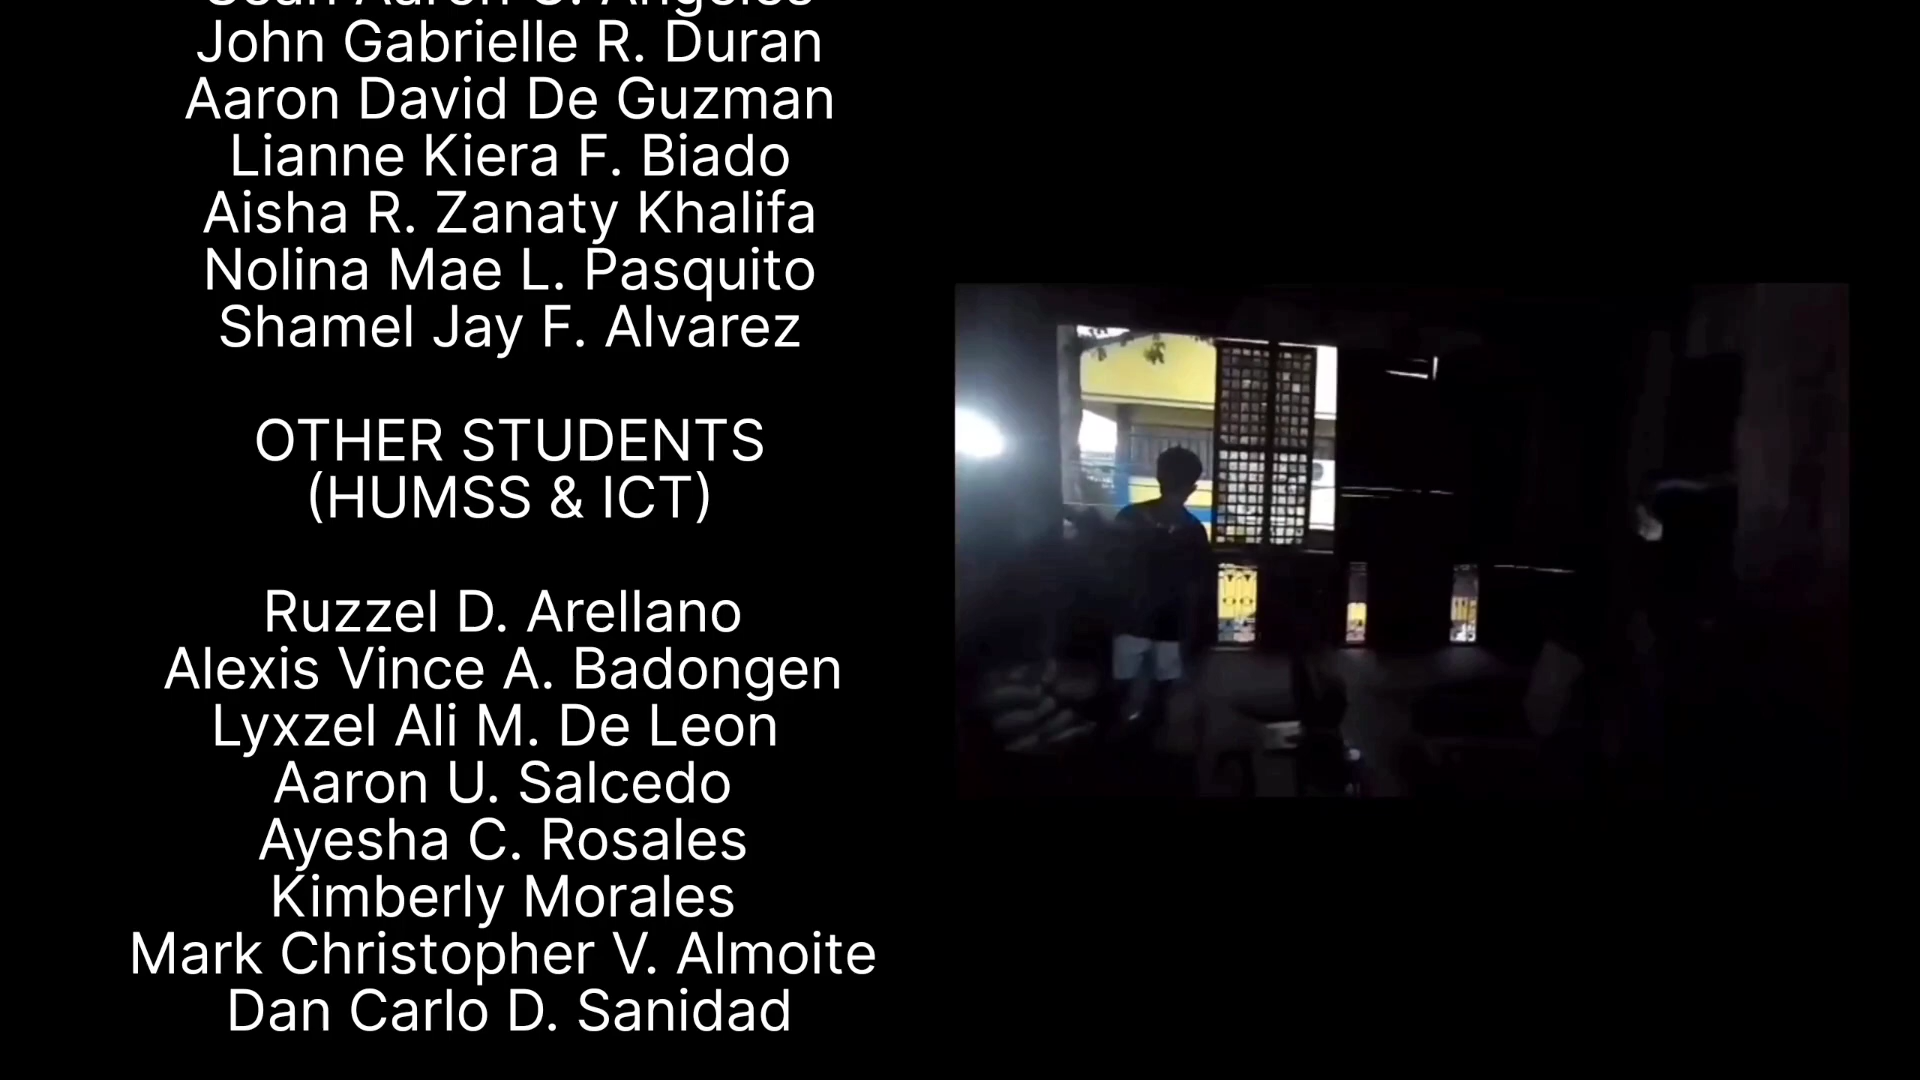 John Gabrielle R. Duran
Aaron David De Guzman
Lianne Kiera F. Biado
Aisha R. Zanaty Khalifa
Nolina Mae L. Pasquito
Shamel Jay F. Alvarez
OTHER STUDENTS
(HUMSS & ICT)
Ruzzel D. Arellano
Alexis Vince A. Badongen
Lyxzel Ali M. De Leon
Aaron U. Salcedo
Ayesha C. Rosales
Kimberly Morales
Mark Christopher V. Almoite
Dan Carlo D. Sanidad